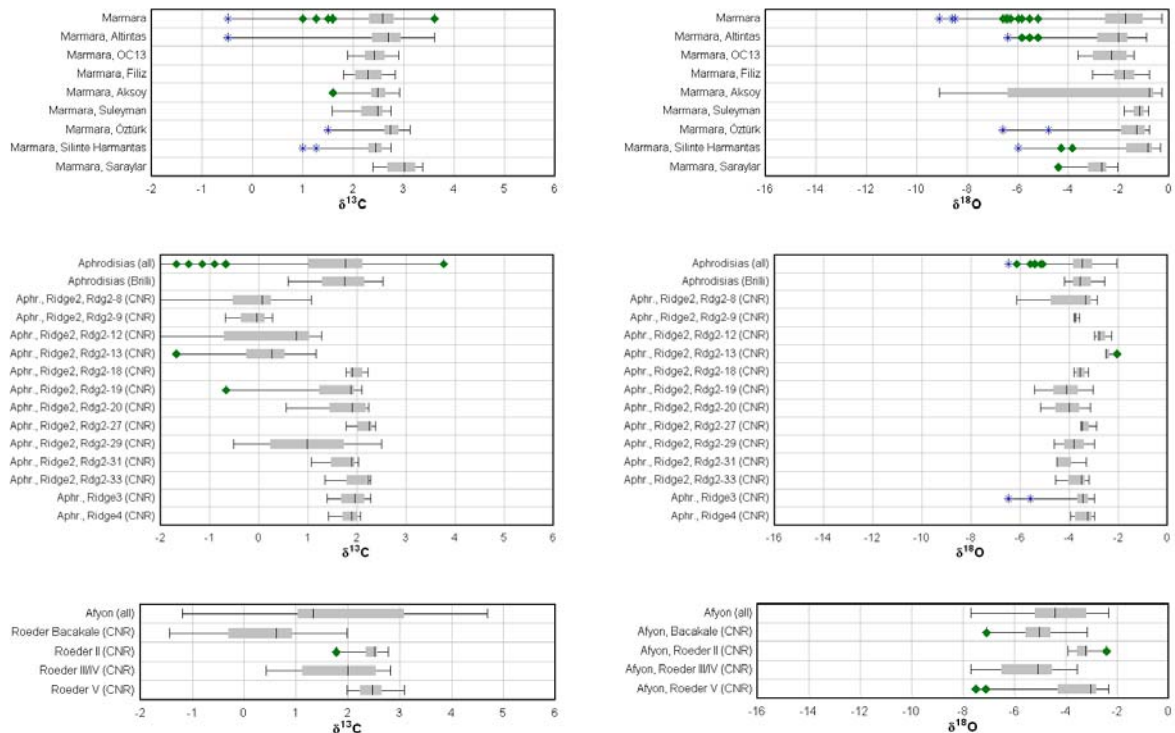 Marmara
Marmara, Altintas
Marmara, OC13
Marmara, Filiz
Marmara, Aksoy
Marmara, Suleyman
Marmara, Öztürk
Marmara, Silinte Harmantas
Marmara, Saraylar
-2 -1 0 1 2 3 4 5 6
δ¹³C
Marmara
Marmara, Altintas
Marmara, OC13
Marmara, Filiz
Marmara, Aksoy
Marmara, Suleyman
Marmara, Öztürk
Marmara, Silinte Harmantas
Marmara, Saraylar
-16 -14 -12 -10 -8 -6 -4 -2 0
δ¹⁸O
Aphrodisias (all)
Aphrodisias (Brilli)
Aphr., Ridge2, Rdg2-8 (CNR)
Aphr., Ridge2, Rdg2-9 (CNR)
Aphr., Ridge2, Rdg2-12 (CNR)
Aphr., Ridge2, Rdg2-13 (CNR)
Aphr., Ridge2, Rdg2-18 (CNR)
Aphr., Ridge2, Rdg2-19 (CNR)
Aphr., Ridge2, Rdg2-20 (CNR)
Aphr., Ridge2, Rdg2-27 (CNR)
Aphr., Ridge2, Rdg2-29 (CNR)
Aphr., Ridge2, Rdg2-31 (CNR)
Aphr., Ridge2, Rdg2-33 (CNR)
Aphr., Ridge3 (CNR)
Aphr., Ridge4 (CNR)
-2 -1 0 1 2 3 4 5 6
δ¹³C
Aphrodisias (all)
Aphrodisias (Brilli)
Aphr., Ridge2, Rdg2-8 (CNR)
Aphr., Ridge2, Rdg2-9 (CNR)
Aphr., Ridge2, Rdg2-12 (CNR)
Aphr., Ridge2, Rdg2-13 (CNR)
Aphr., Ridge2, Rdg2-18 (CNR)
Aphr., Ridge2, Rdg2-19 (CNR)
Aphr., Ridge2, Rdg2-20 (CNR)
Aphr., Ridge2, Rdg2-27 (CNR)
Aphr., Ridge2, Rdg2-29 (CNR)
Aphr., Ridge2, Rdg2-31 (CNR)
Aphr., Ridge2, Rdg2-33 (CNR)
Aphr., Ridge3 (CNR)
Aphr., Ridge4 (CNR)
-16 -14 -12 -10 -8 -6 -4 -2 0
δ¹⁸O
Afyon (all)
Roeder Bacakale (CNR)
Roeder II (CNR)
Roeder III/IV (CNR)
Roeder V (CNR)
-2 -1 0 1 2 3 4 5 6
δ¹³C
Afyon (all)
Afyon, Bacakale (CNR)
Afyon, Roeder II (CNR)
Afyon, Roeder III/IV (CNR)
Afyon, Roeder V (CNR)
-16 -14 -12 -10 -8 -6 -4 -2 0
δ¹⁸O